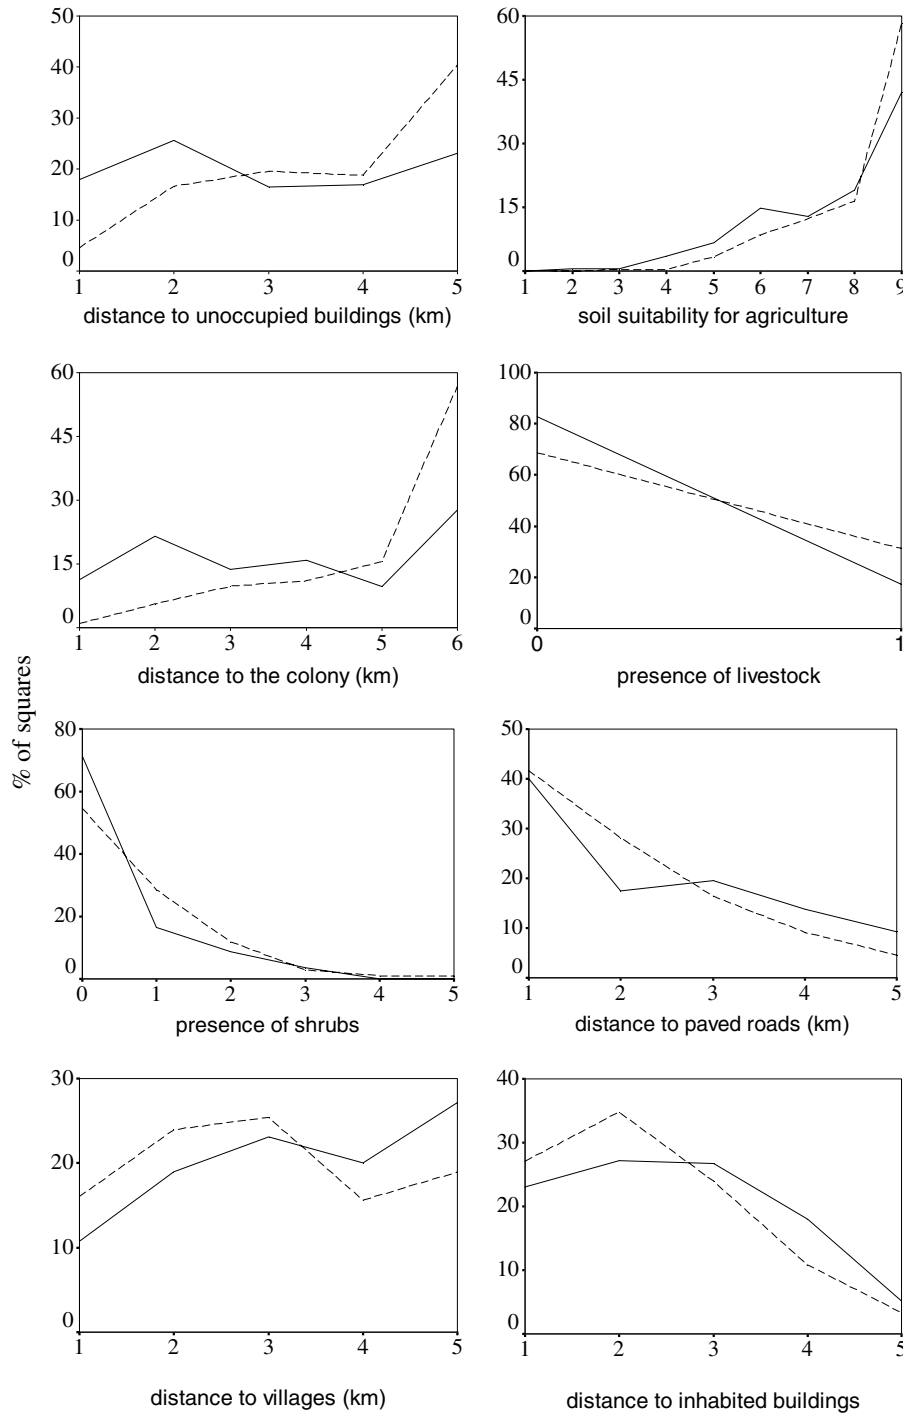 50
40
30
20
10
0
1 2 3 4 5
distance to unoccupied buildings (km)
60
45
30
15
0
1 2 3 4 5 6 7 8 9
soil suitability for agriculture
60
45
30
15
0
1 2 3 4 5 6
distance to the colony (km)
100
80
60
40
20
0
0 1
presence of livestock
% of squares
80
60
40
20
0
0 1 2 3 4 5
presence of shrubs
50
40
30
20
10
0
1 2 3 4 5
distance to paved roads (km)
30
20
10
0
1 2 3 4 5
distance to villages (km)
40
30
20
10
0
1 2 3 4 5
distance to inhabited buildings